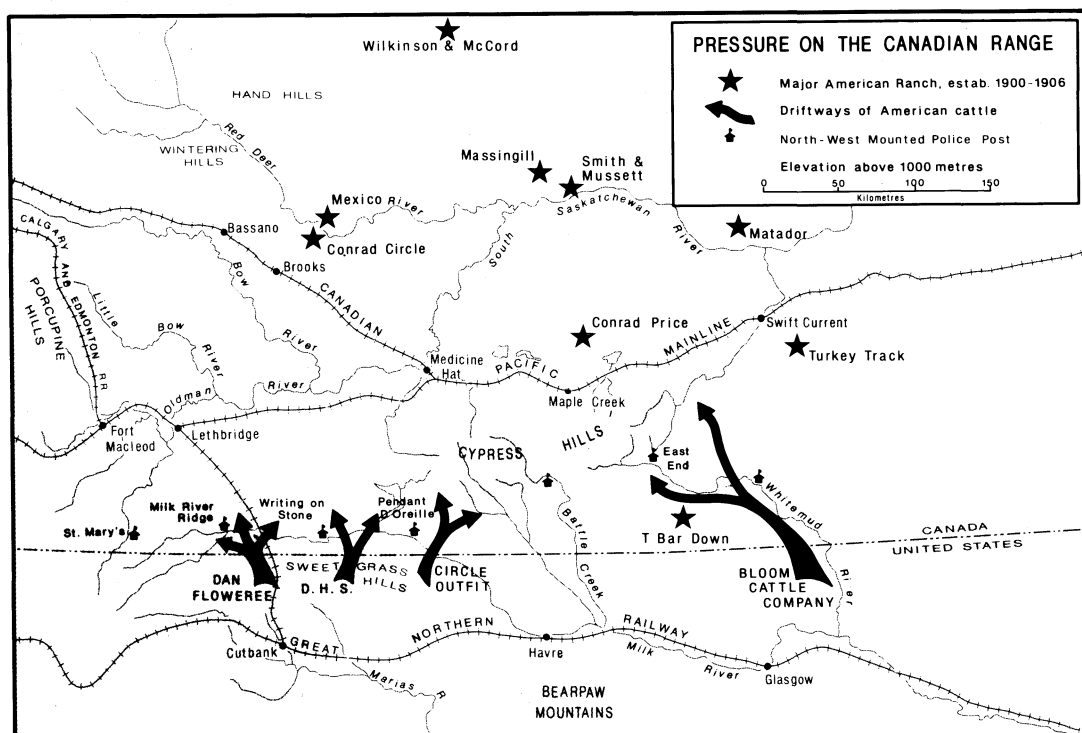 PRESSURE ON THE CANADIAN RANGE
Major American Ranch, estab. 1900-1906
Driftways of American cattle
North-West Mounted Police Post
Elevation above 1000 metres
0 50 100 150
Kilometres
Wilkinson & McCord
HAND HILLS
WINTERING
HILLS
Red Deer River
Massingill
Smith &
Mussett
Mexico
Conrad Circle
South Saskatchewan River
Matador
CALGARY AND EDMONTON RR
Bassano
Brooks
Bow River
CANADIAN PACIFIC MAINLINE
PORCUPINE
HILLS
Little Bow River
Conrad Price
Swift Current
Turkey Track
Medicine
Hat
Maple Creek
Oldman River
Fort
Macleod
Lethbridge
CYPRESS HILLS
East
End
Whitemud River
St. Mary's
Milk River
Ridge
Writing on
Stone
Pendant
D'Oreille
Battle Creek
T Bar Down
CANADA
UNITED STATES
DAN
FLOWEREE
SWEET GRASS
HILLS
D.H.S.
CIRCLE
OUTFIT
BLOOM
CATTLE
COMPANY
GREAT NORTHERN RAILWAY
Cutbank
Havre
Milk River
Glasgow
Marias R
BEARPAW
MOUNTAINS